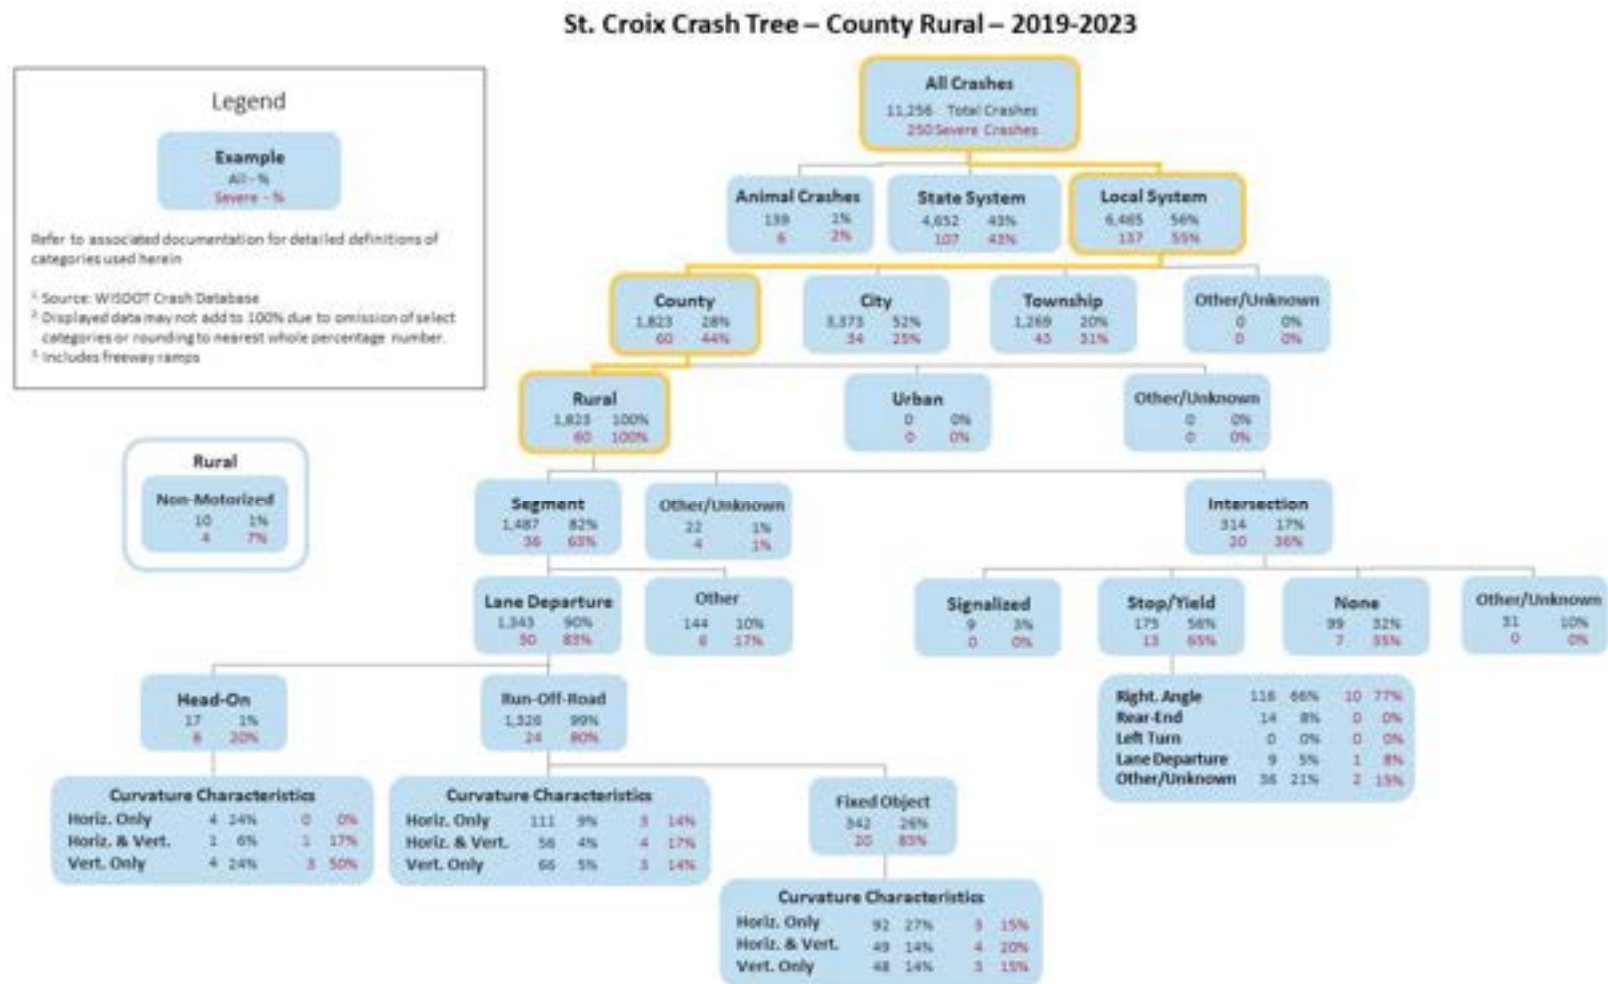 St. Croix Crash Tree – County Rural – 2019-2023
Legend
Example
All - %
Severe - %
Refer to associated documentation for detailed definitions of
categories used herein
1. Source: WISDOT Crash Database
2. Displayed data may not add to 100% due to omission of select
categories or rounding to nearest whole percentage number.
3. Includes freeway ramps
All Crashes
11,256 Total Crashes
250 Severe Crashes
Animal Crashes
139 1%
6 2%
State System
4,652 43%
107 43%
Local System
6,465 56%
137 55%
County
1,823 28%
60 44%
City
3,373 52%
34 25%
Township
1,269 20%
43 31%
Other/Unknown
0 0%
0 0%
Rural
1,823 100%
60 100%
Urban
0 0%
0 0%
Other/Unknown
0 0%
0 0%
Rural
Non-Motorized
10 1%
4 7%
Segment
1,487 82%
36 63%
Other/Unknown
22 1%
4 1%
Intersection
314 17%
20 36%
Lane Departure
1,343 90%
30 83%
Other
144 10%
6 17%
Signalized
9 3%
0 0%
Stop/Yield
175 56%
13 65%
None
99 32%
7 35%
Other/Unknown
31 10%
0 0%
Head-On
17 1%
6 20%
Run-Off-Road
1,326 99%
24 80%
Right. Angle 116 66% 10 77%
Rear-End 14 8% 0 0%
Left Turn 0 0% 0 0%
Lane Departure 9 5% 1 8%
Other/Unknown 36 21% 2 15%
Curvature Characteristics
Horiz. Only 4 24% 0 0%
Horiz. & Vert. 1 6% 1 17%
Vert. Only 4 24% 3 50%
Curvature Characteristics
Horiz. Only 111 9% 3 14%
Horiz. & Vert. 56 4% 4 17%
Vert. Only 66 5% 3 14%
Fixed Object
342 26%
20 83%
Curvature Characteristics
Horiz. Only 92 27% 3 15%
Horiz. & Vert. 49 14% 4 20%
Vert. Only 48 14% 3 15%